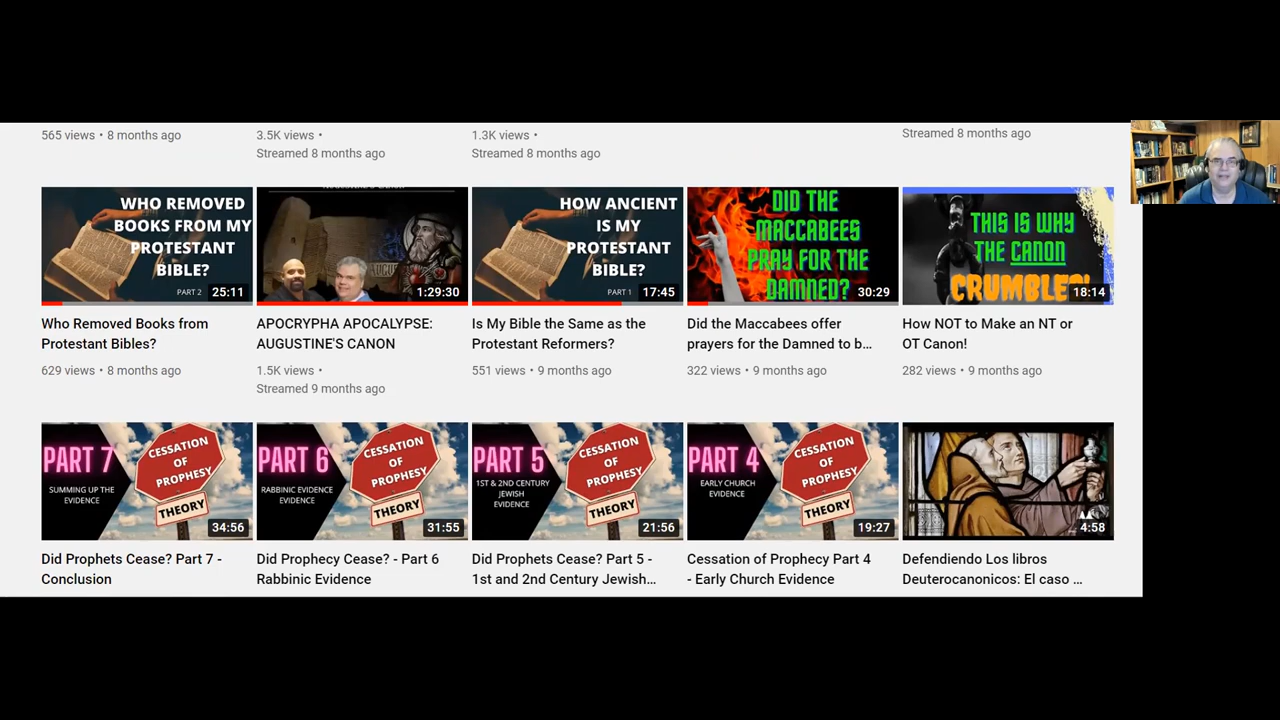 565 views • 8 months ago
3.5K views •
Streamed 8 months ago
1.3K views •
Streamed 8 months ago
Streamed 8 months ago
WHO REMOVED
BOOKS FROM MY
PROTESTANT
BIBLE?
PART 2
25:11
Who Removed Books from
Protestant Bibles?
629 views • 8 months ago
1:29:30
APOCRYPHA APOCALYPSE:
AUGUSTINE'S CANON
1.5K views •
Streamed 9 months ago
HOW ANCIENT
IS MY
PROTESTANT
BIBLE?
PART 1
17:45
Is My Bible the Same as the
Protestant Reformers?
551 views • 9 months ago
DID THE
MACCABEES
PRAY FOR THE
DAMNED?
30:29
Did the Maccabees offer
prayers for the Damned to b...
322 views • 9 months ago
THIS IS WHY
THE CANON
CRUMBLES!
18:14
How NOT to Make an NT or
OT Canon!
282 views • 9 months ago
PART 7
SUMMING UP THE
EVIDENCE
CESSATION
OF
PROPHESY
THEORY
34:56
Did Prophets Cease? Part 7 -
Conclusion
PART 6
RABBINIC EVIDENCE
EVIDENCE
CESSATION
OF
PROPHESY
THEORY
31:55
Did Prophecy Cease? - Part 6
Rabbinic Evidence
PART 5
1ST & 2ND CENTURY
JEWISH
EVIDENCE
CESSATION
OF
PROPHESY
THEORY
21:56
Did Prophets Cease? Part 5 -
1st and 2nd Century Jewish...
PART 4
EARLY CHURCH
EVIDENCE
CESSATION
OF
PROPHESY
THEORY
19:27
Cessation of Prophecy Part 4
- Early Church Evidence
4:58
Defendiendo Los libros
Deuterocanonicos: El caso ...